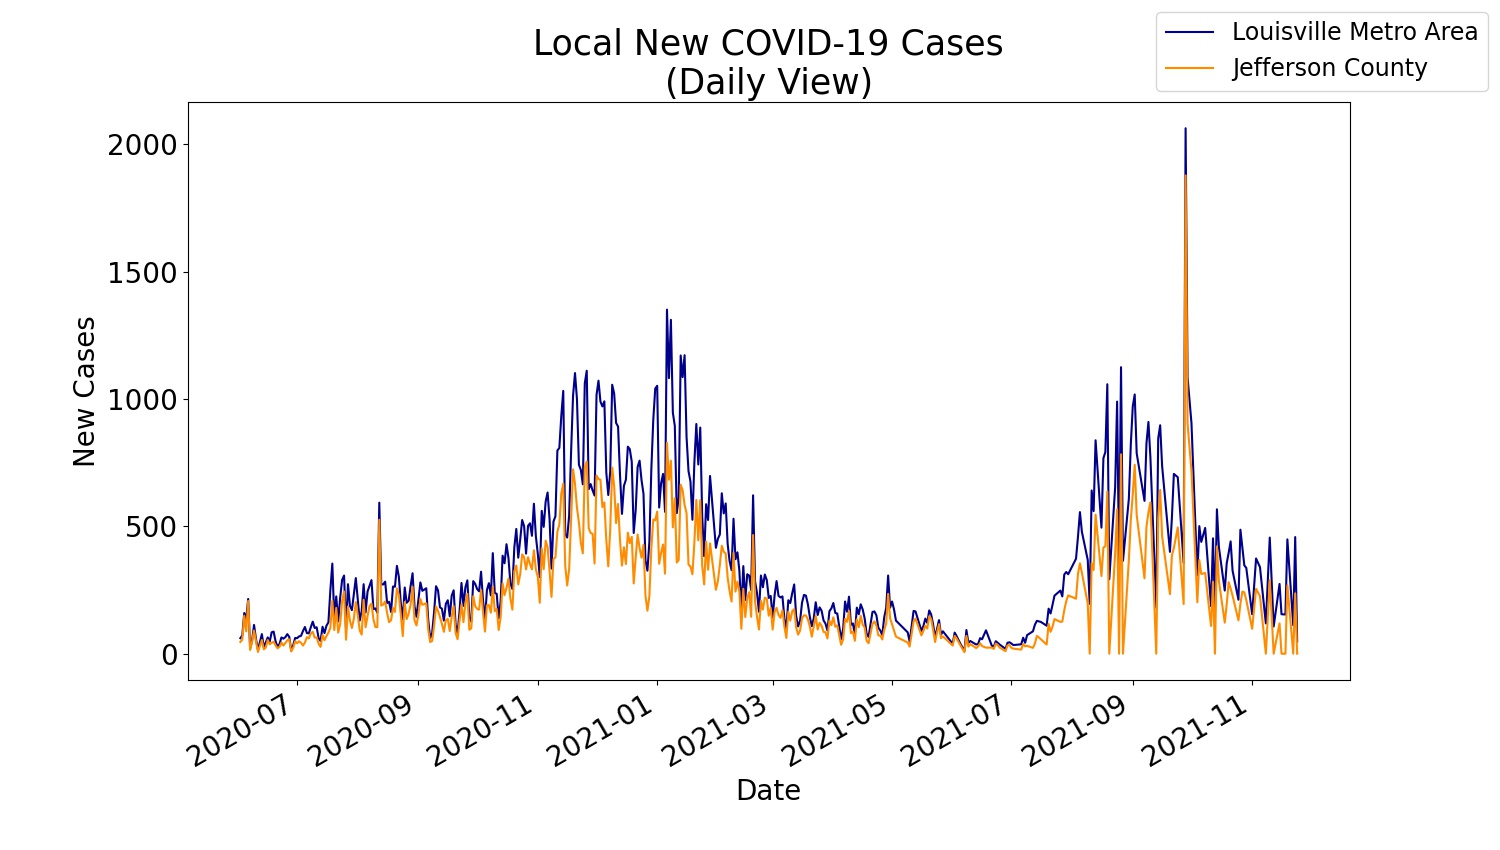 Local New COVID-19 Cases
(Daily View)
Louisville Metro Area
Jefferson County
New Cases
2000
1500
1000
500
0
2020-07
2020-09
2020-11
2021-01
2021-03
2021-05
2021-07
2021-09
2021-11
Date